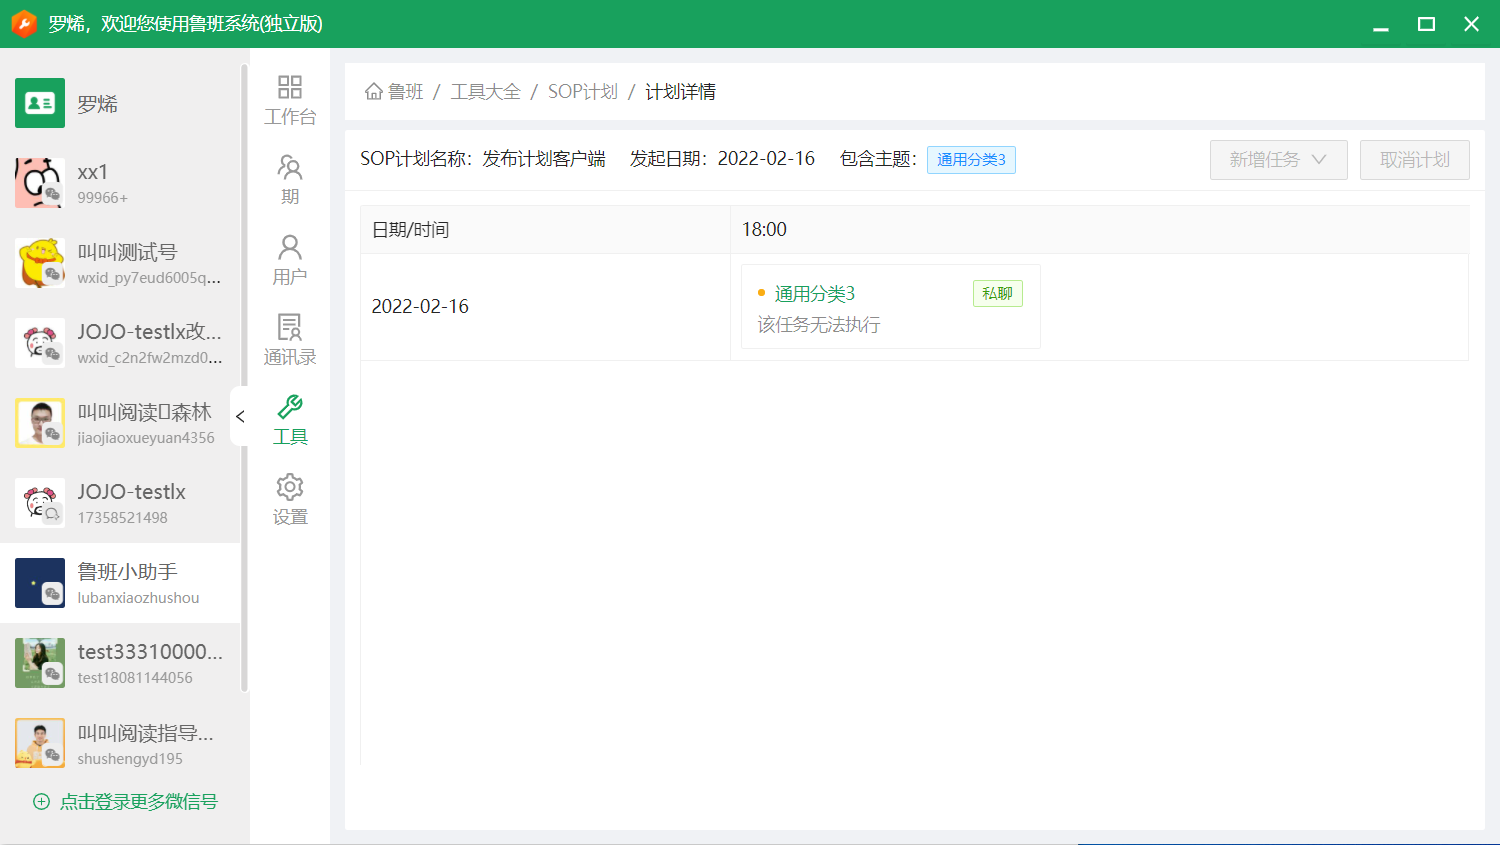 罗烯，欢迎您使用鲁班系统(独立版)
罗烯
xx1
99966+
叫叫测试号
wxid_py7eud6005q...
JOJO-testlx改...
wxid_c2n2fw2mzd0...
叫叫阅读▯森林
jiaojiaoxueyuan4356
JOJO-testlx
17358521498
鲁班小助手
lubanxiaozhushou
test33310000...
test18081144056
叫叫阅读指导...
shushengyd195
点击登录更多微信号
工作台
期
用户
通讯录
工具
设置
鲁班 / 工具大全 / SOP计划 / 计划详情
SOP计划名称：发布计划客户端 发起日期：2022-02-16 包含主题：通用分类3 新增任务 取消计划
日期/时间 18:00
2022-02-16
通用分类3 私聊
该任务无法执行